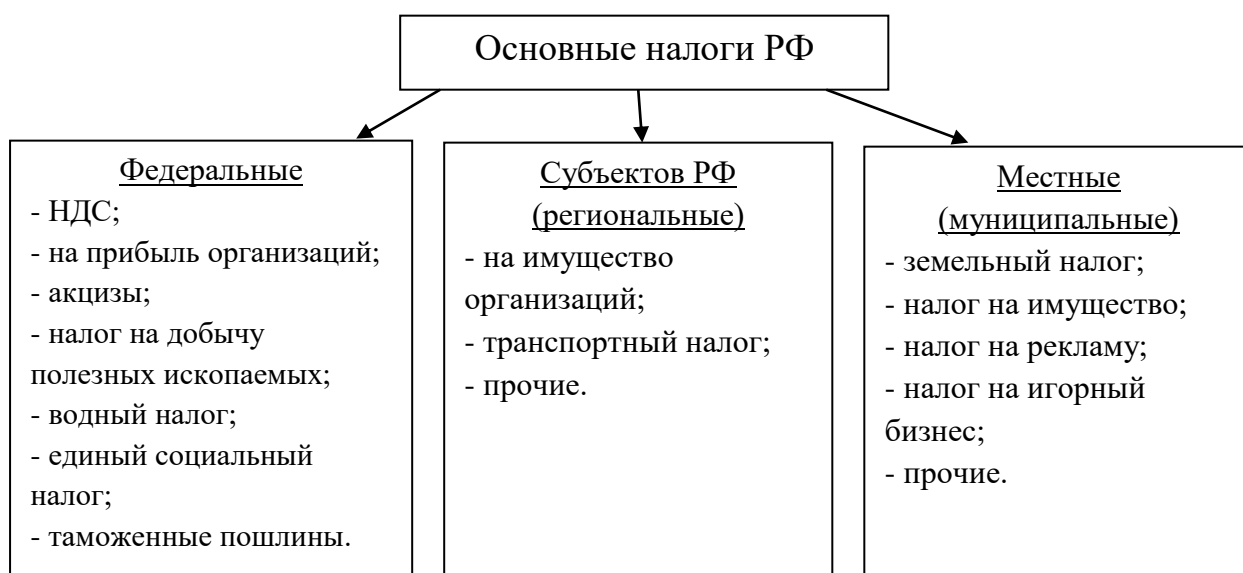 Основные налоги РФ
Федеральные
- НДС;
- на прибыль организаций;
- акцизы;
- налог на добычу
полезных ископаемых;
- водный налог;
- единый социальный
налог;
- таможенные пошлины.
Субъектов РФ
(региональные)
- на имущество
организаций;
- транспортный налог;
- прочие.
Местные
(муниципальные)
- земельный налог;
- налог на имущество;
- налог на рекламу;
- налог на игорный
бизнес;
- прочие.